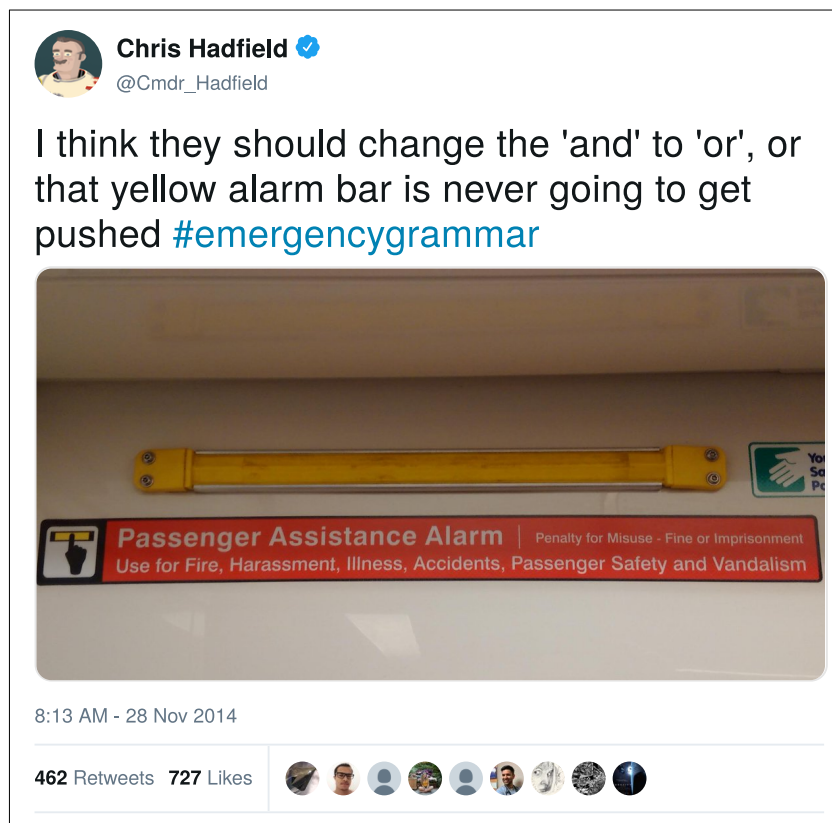 Chris Hadfield
@Cmdr_Hadfield
I think they should change the 'and' to 'or', or
that yellow alarm bar is never going to get
pushed #emergencygrammar
Passenger Assistance Alarm | Penalty for Misuse - Fine or Imprisonment
Use for Fire, Harassment, Illness, Accidents, Passenger Safety and Vandalism
8:13 AM - 28 Nov 2014
462 Retweets 727 Likes